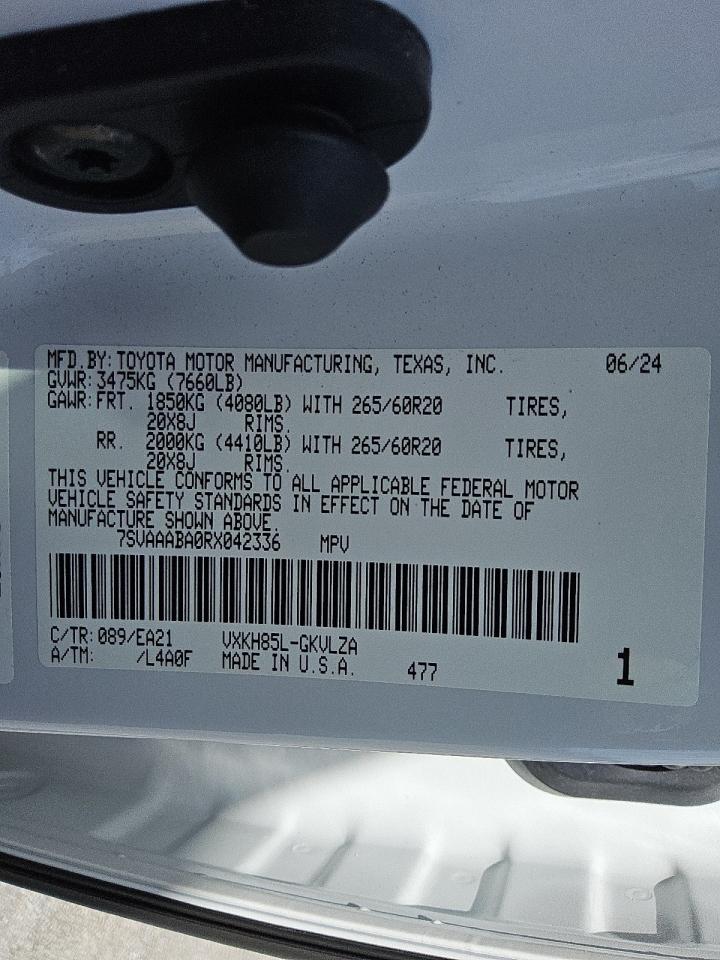 MFD.BY: TOYOTA MOTOR MANUFACTURING, TEXAS, INC. 06/24
GVWR: 3475KG (7660LB)
GAWR: FRT. 1850KG (4080LB) WITH 265/60R20 TIRES,
20X8J RIMS.
RR. 2000KG (4410LB) WITH 265/60R20 TIRES,
20X8J RIMS.
THIS VEHICLE CONFORMS TO ALL APPLICABLE FEDERAL MOTOR
VEHICLE SAFETY STANDARDS IN EFFECT ON THE DATE OF
MANUFACTURE SHOWN ABOVE.
7SVAAABA0RX042336 MPV
C/TR: 089/EA21 VXKH85L-GKVLZA
A/TM: /L4A0F MADE IN U.S.A. 477 1